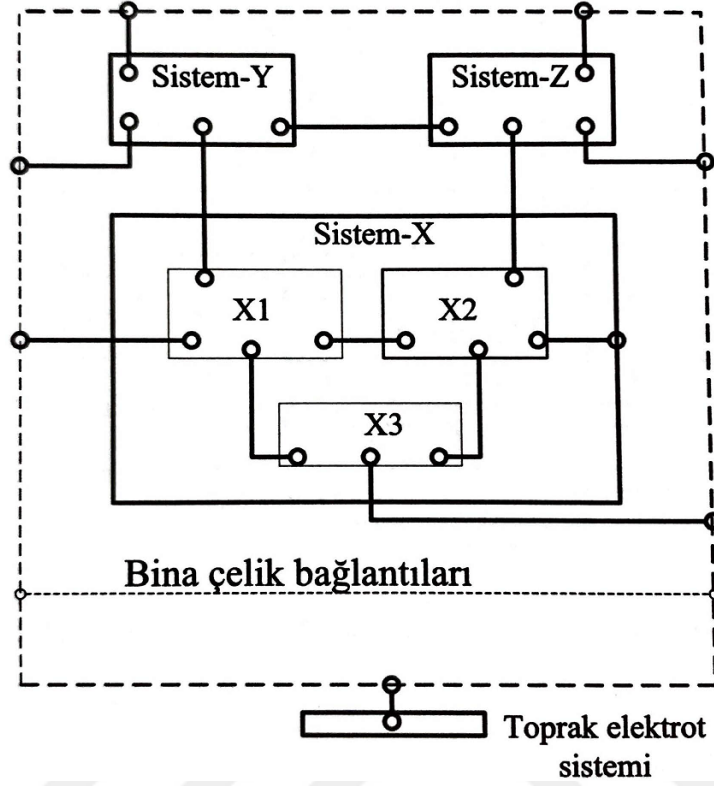 Sistem-Y
Sistem-Z
Sistem-X
X1
X2
X3
Bina çelik bağlantıları
Toprak elektrot
sistemi